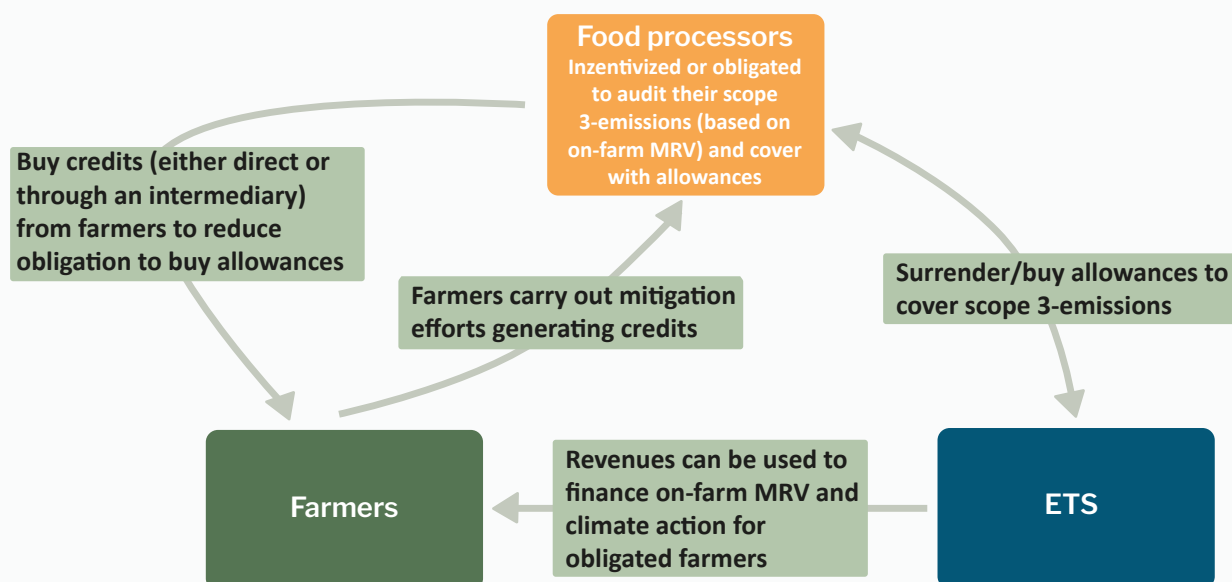 Food processors
Inzentivized or obligated
to audit their scope
3-emissions (based on
on-farm MRV) and cover
with allowances
Buy credits (either direct or
through an intermediary)
from farmers to reduce
obligation to buy allowances
Farmers carry out mitigation
efforts generating credits
Surrender/buy allowances to
cover scope 3-emissions
Farmers
Revenues can be used to
finance on-farm MRV and
climate action for
obligated farmers
ETS